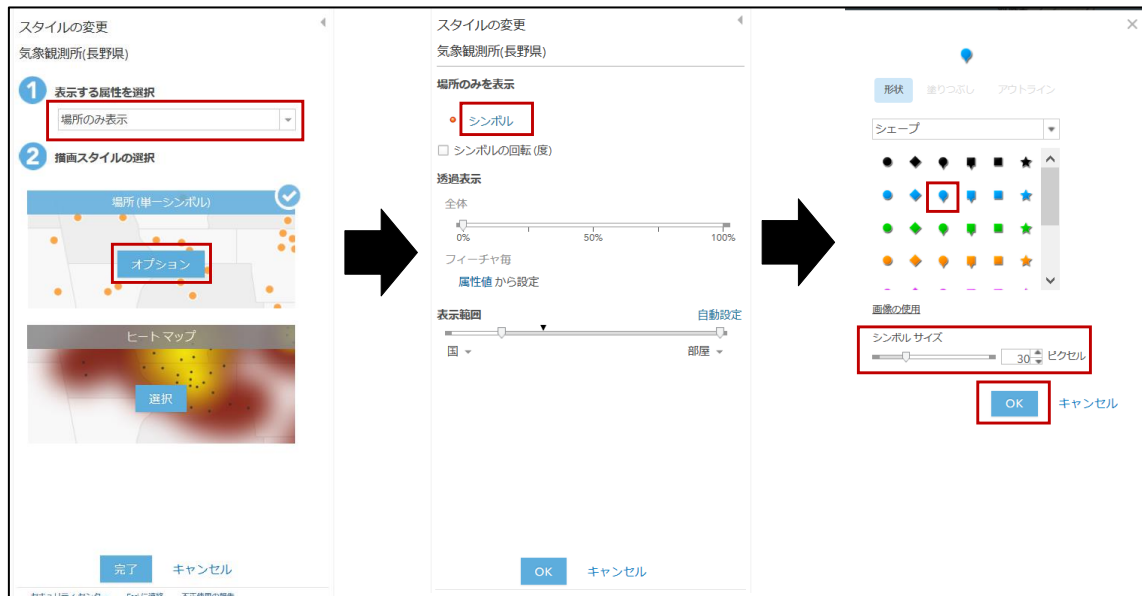 スタイルの変更
気象観測所(長野県)
1 表示する属性を選択
場所のみ表示
2 描画スタイルの選択
場所(単一シンボル)
オプション
ヒート マップ
選択
完了 キャンセル
スタイルの変更
気象観測所(長野県)
場所のみを表示
シンボル
シンボルの回転(度)
透過表示
全体
0% 50% 100%
フィーチャ毎
属性値 から設定
表示範囲 自動設定
国 部屋
OK キャンセル
形状 塗りつぶし アウトライン
シェープ
画像の使用
シンボル サイズ
30 ピクセル
OK キャンセル